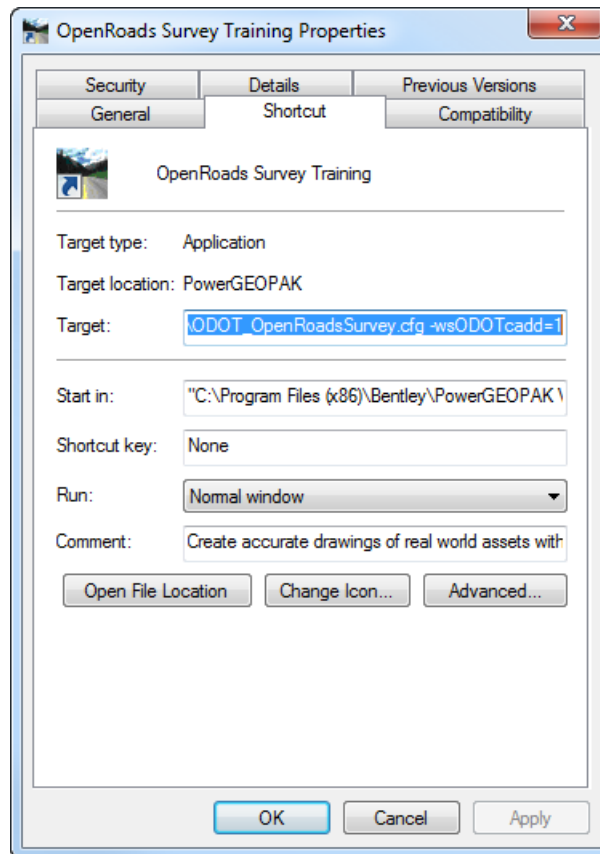 OpenRoads Survey Training Properties
Security Details Previous Versions
General Shortcut Compatibility
OpenRoads Survey Training
Target type: Application
Target location: PowerGEOPAK
Target: \ODOT_OpenRoadsSurvey.cfg -wsODOTcadd=1
Start in: "C:\Program Files (x86)\Bentley\PowerGEOPAK V
Shortcut key: None
Run: Normal window
Comment: Create accurate drawings of real world assets with
Open File Location Change Icon... Advanced...
OK Cancel Apply